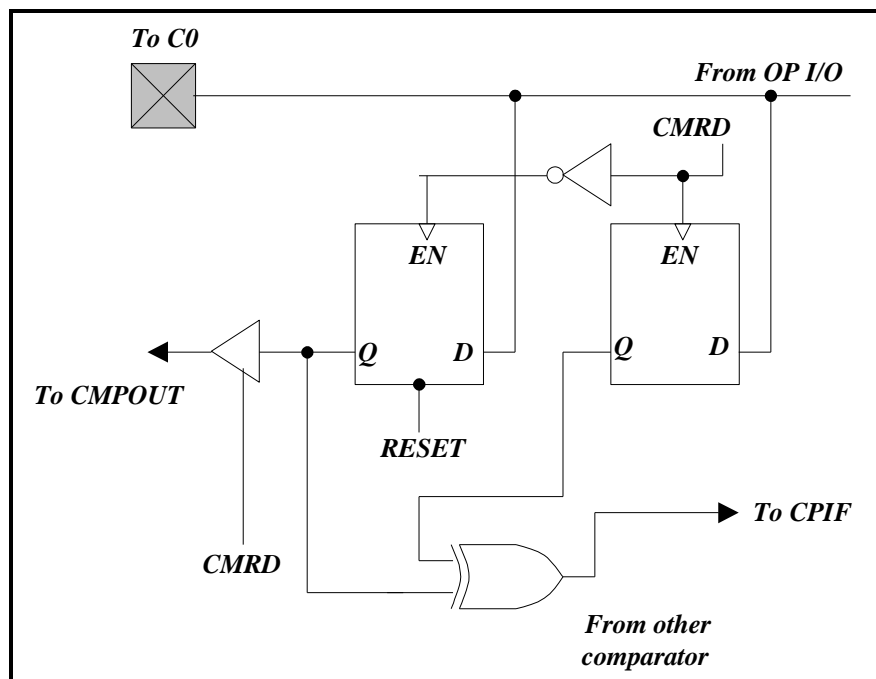 To C0
From OP I/O
CMRD
EN
EN
Q
D
Q
D
To CMPOUT
RESET
To CPIF
CMRD
From other
comparator